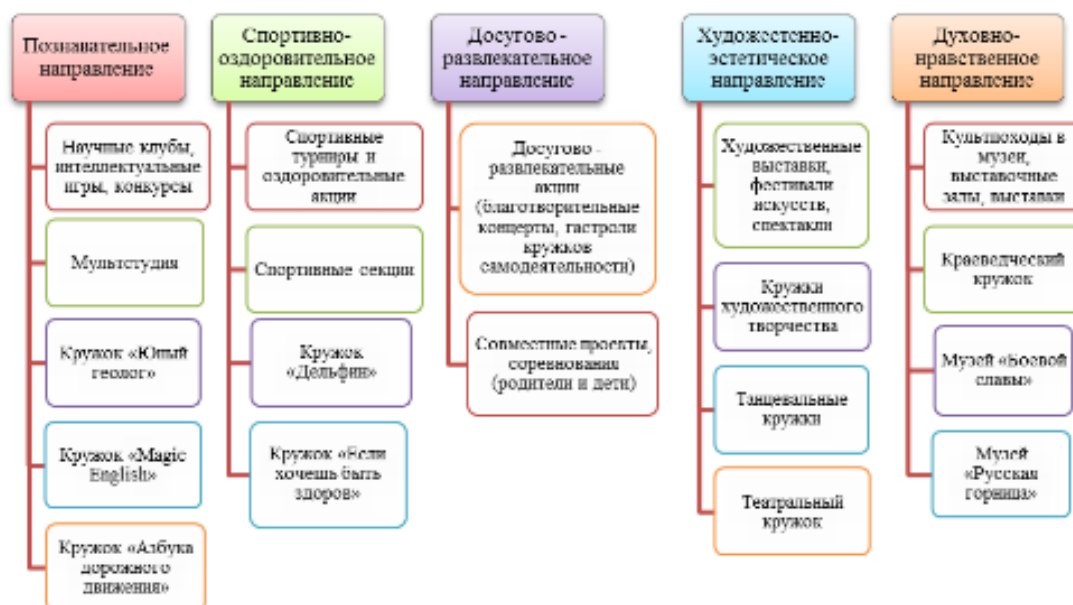 Познавательное
направление
Научные клубы,
интеллектуальные
игры, конкурсы
Мультстудия
Кружок «Юный
геолог»
Кружок «Magic
English»
Кружок «Азбука
дорожного
движения»
Спортивно-
оздоровительное
направление
Спортивные
турниры и
оздоровительные
акции
Спортивные секции
Кружок
«Дельфин»
Кружок «Если
хочешь быть
здоров»
Досугово -
развлекательное
направление
Досугово -
развлекательные
акции
(благотворительные
концерты, гастроли
кружков
самодеятельности)
Совместные проекты,
соревнования
(родители и дети)
Художестенно-
эстетическое
направление
Художественные
выставки,
фестивали
искусств,
спектакли
Кружки
художественного
творчества
Танцевальные
кружки
Театральный
кружок
Духовно-
нравственное
направление
Культпоходы в
музеи,
выставочные
залы, выставки
Краеведческий
кружок
Музей «Боевой
славы»
Музей
«Русская
горница»